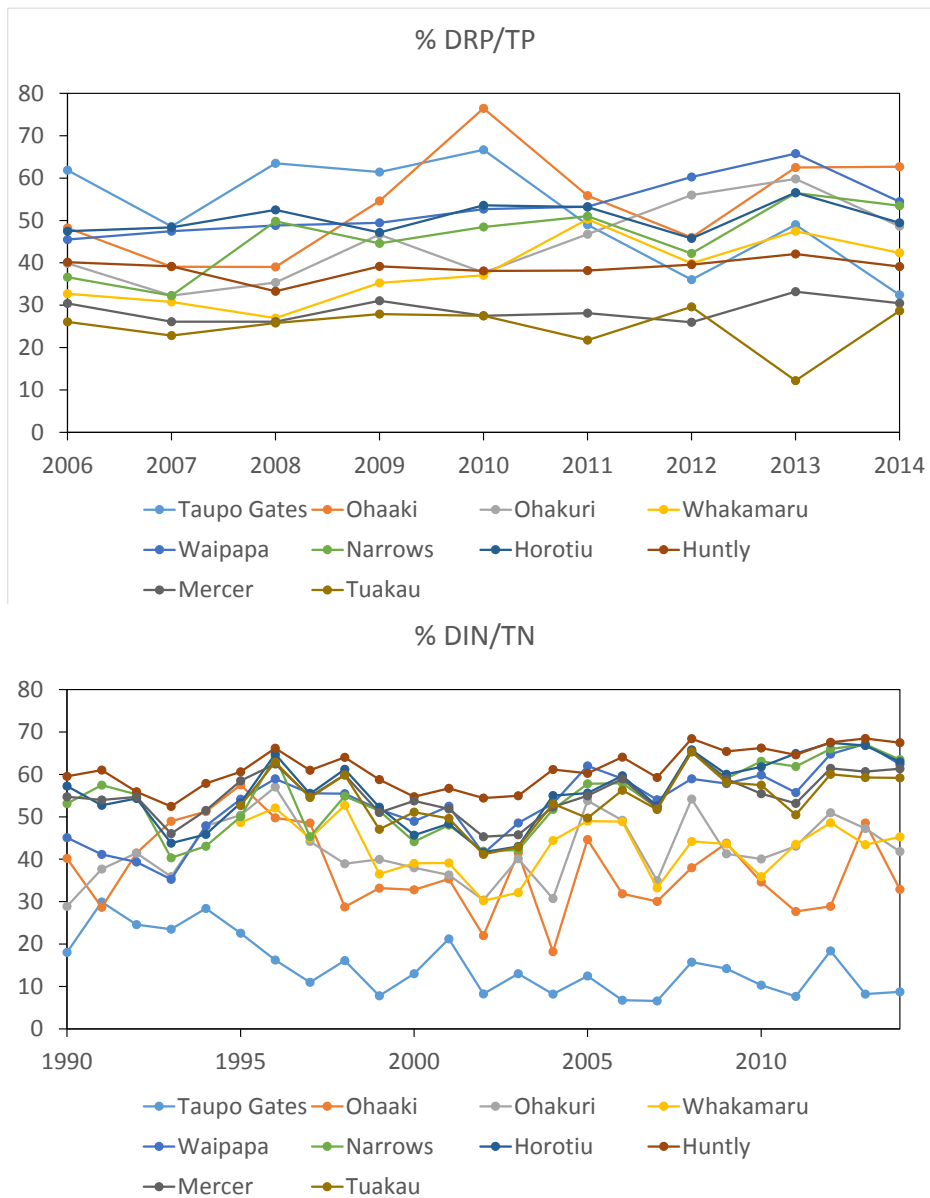 % DRP/TP
80
70
60
50
40
30
20
10
0
2006 2007 2008 2009 2010 2011 2012 2013 2014
Taupo Gates Ohaaki Ohakuri Whakamaru
Waipapa Narrows Horotiu Huntly
Mercer Tuakau
% DIN/TN
80
70
60
50
40
30
20
10
0
1990 1995 2000 2005 2010
Taupo Gates Ohaaki Ohakuri Whakamaru
Waipapa Narrows Horotiu Huntly
Mercer Tuakau